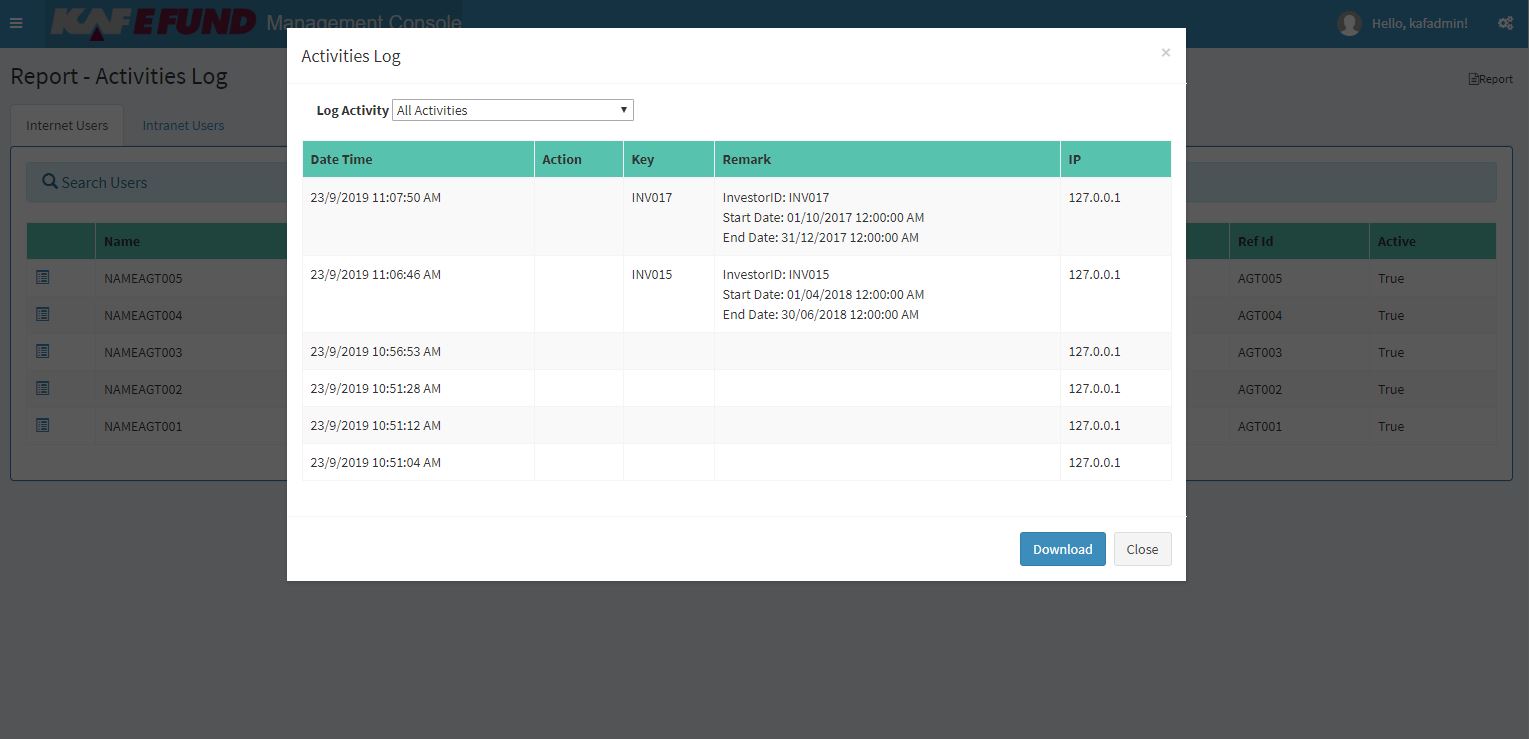 KAF E FUND Management Console
Hello, kafadmin!
Report - Activities Log
Report
Internet Users
Intranet Users
Search Users
Name
Ref Id
Active
NAMEAGT005
AGT005
True
NAMEAGT004
AGT004
True
NAMEAGT003
AGT003
True
NAMEAGT002
AGT002
True
NAMEAGT001
AGT001
True
Activities Log
×
Log Activity All Activities
Date Time Action Key Remark IP
23/9/2019 11:07:50 AM INV017 InvestorID: INV017 127.0.0.1
Start Date: 01/10/2017 12:00:00 AM
End Date: 31/12/2017 12:00:00 AM
23/9/2019 11:06:46 AM INV015 InvestorID: INV015 127.0.0.1
Start Date: 01/04/2018 12:00:00 AM
End Date: 30/06/2018 12:00:00 AM
23/9/2019 10:56:53 AM 127.0.0.1
23/9/2019 10:51:28 AM 127.0.0.1
23/9/2019 10:51:12 AM 127.0.0.1
23/9/2019 10:51:04 AM 127.0.0.1
Download
Close